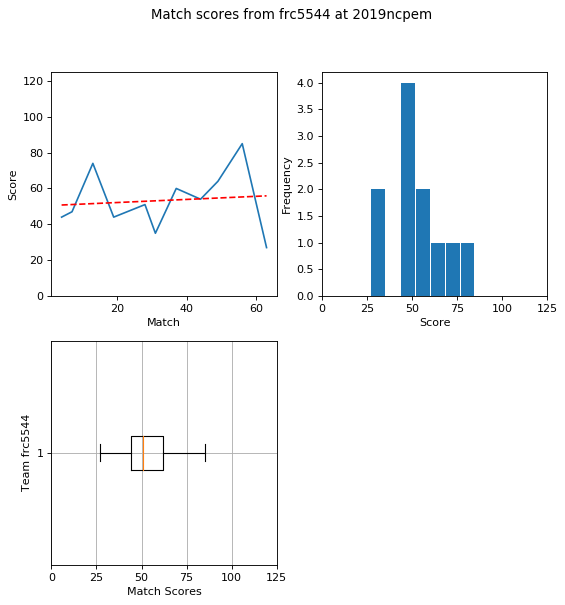 Match scores from frc5544 at 2019ncpem
120
100
80
60
40
20
0
Score
20 40 60
Match
4.0
3.5
3.0
2.5
2.0
1.5
1.0
0.5
0.0
Frequency
0 25 50 75 100 125
Score
Team frc5544
1
0 25 50 75 100 125
Match Scores